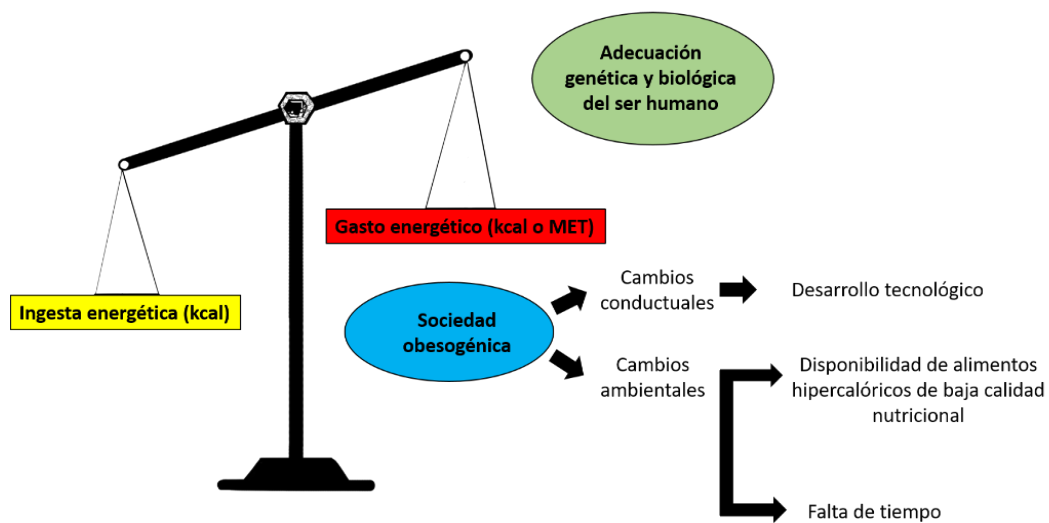 Adecuación
genética y biológica
del ser humano
Gasto energético (kcal o MET)
Ingesta energética (kcal)
Sociedad
obesogénica
Cambios
conductuales
Desarrollo tecnológico
Cambios
ambientales
Disponibilidad de alimentos
hipercalóricos de baja calidad
nutricional
Falta de tiempo